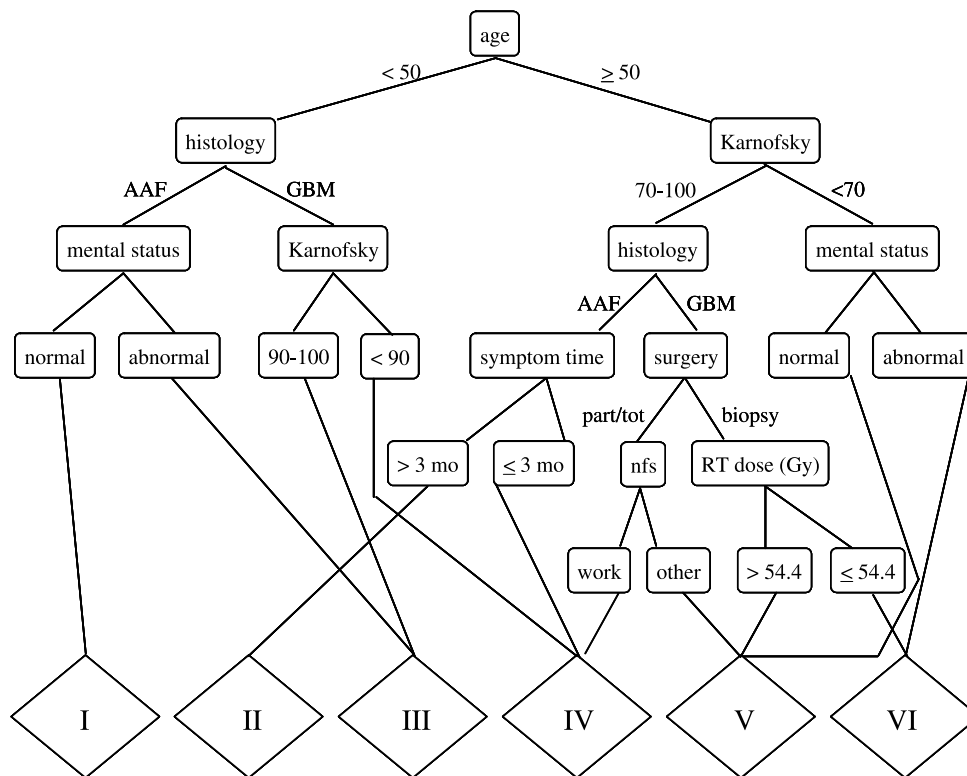 age
< 50
≥ 50
histology
Karnofsky
AAF
GBM
70-100
<70
mental status
Karnofsky
histology
mental status
AAF
GBM
normal
abnormal
90-100
< 90
symptom time
surgery
normal
abnormal
part/tot
biopsy
> 3 mo
≤ 3 mo
nfs
RT dose (Gy)
work
other
> 54.4
≤ 54.4
I
II
III
IV
V
VI